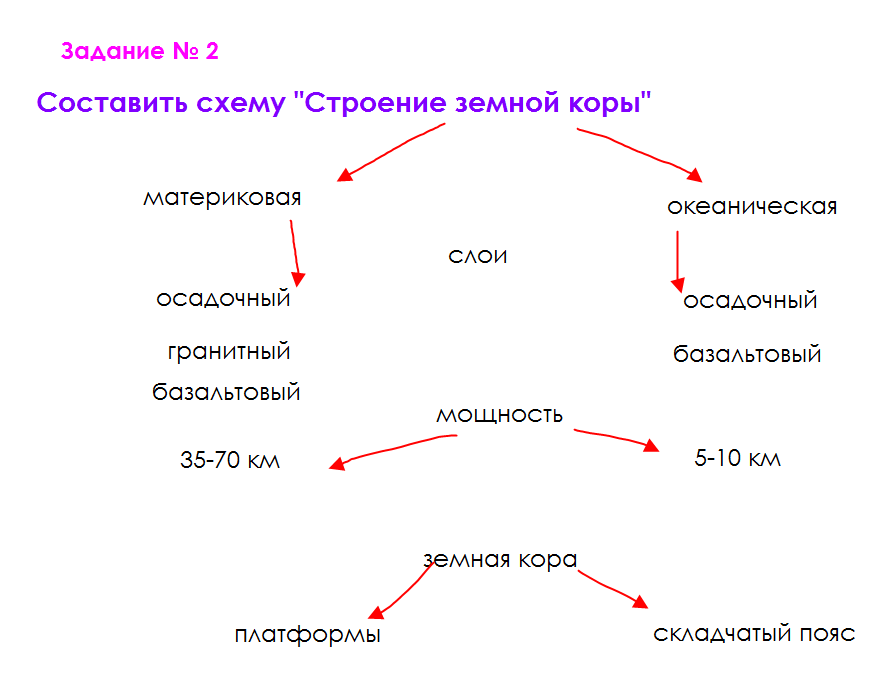 Задание № 2
Составить схему "Строение земной коры"
материковая
океаническая
слои
осадочный
осадочный
гранитный
базальтовый
базальтовый
мощность
35-70 км
5-10 км
земная кора
платформы
складчатый пояс